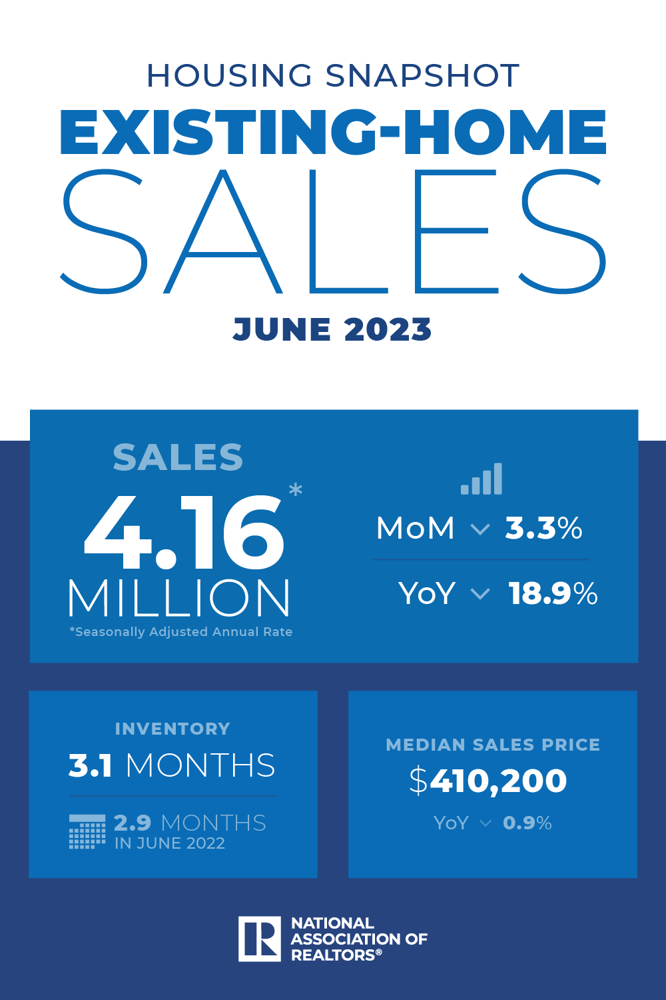 HOUSING SNAPSHOT
EXISTING-HOME
SALES
JUNE 2023
SALES
4.16*
MILLION
*Seasonally Adjusted Annual Rate
MoM 3.3%
YoY 18.9%
INVENTORY
3.1 MONTHS
2.9 MONTHS
IN JUNE 2022
MEDIAN SALES PRICE
$410,200
YoY 0.9%
R
NATIONAL
ASSOCIATION OF
REALTORS®